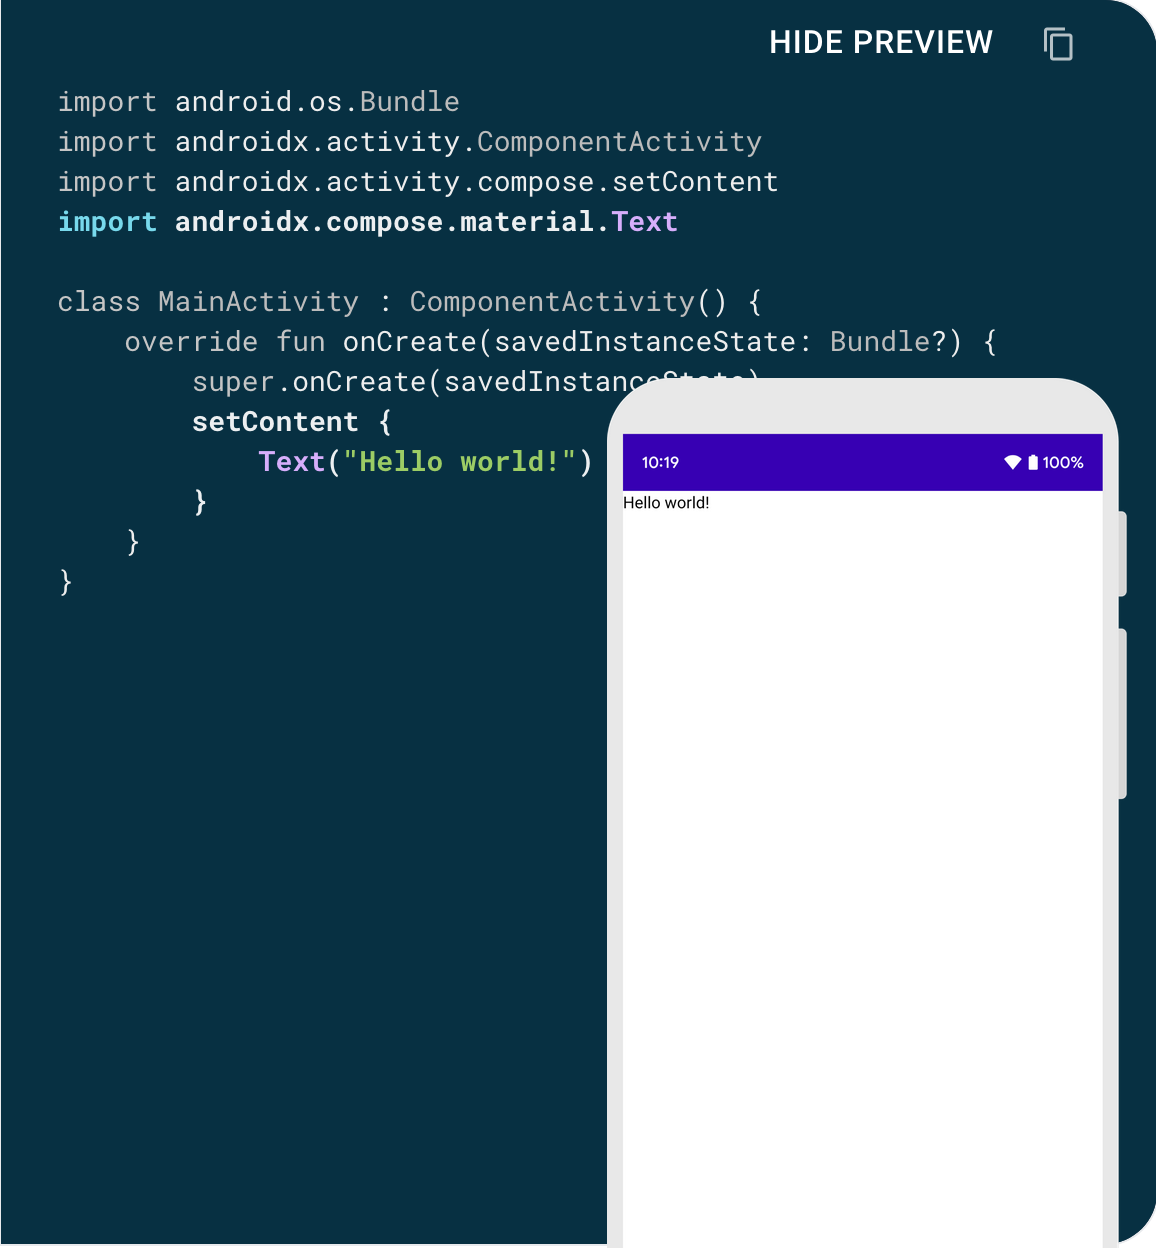 HIDE PREVIEW
import android.os.Bundle
import androidx.activity.ComponentActivity
import androidx.activity.compose.setContent
import androidx.compose.material.Text
class MainActivity : ComponentActivity() {
    override fun onCreate(savedInstanceState: Bundle?) {
        super.onCreate(savedInstanceState)
        setContent {
            Text("Hello world!")
        }
    }
}
10:19 100%
Hello world!